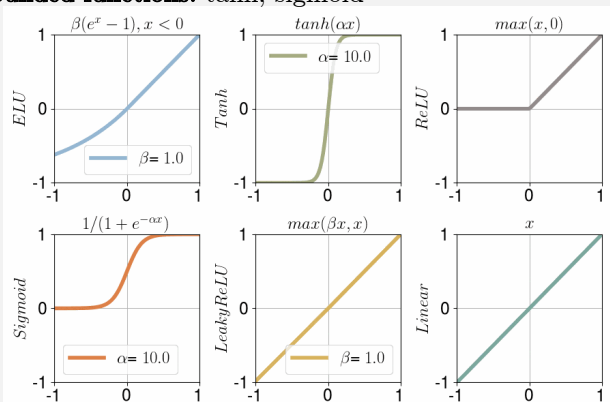 functions: tanh, sigmoid
β(e^x − 1), x < 0
tanh(αx)
max(x, 0)
ELU
1
0
-1
-1
0
1
β= 1.0
Tanh
1
0
-1
-1
0
1
α= 10.0
ReLU
1
0
-1
-1
0
1
1/(1 + e^{−αx})
max(βx, x)
x
Sigmoid
1
0
-1
-1
0
1
α= 10.0
LeakyReLU
1
0
-1
-1
0
1
β= 1.0
Linear
1
0
-1
-1
0
1